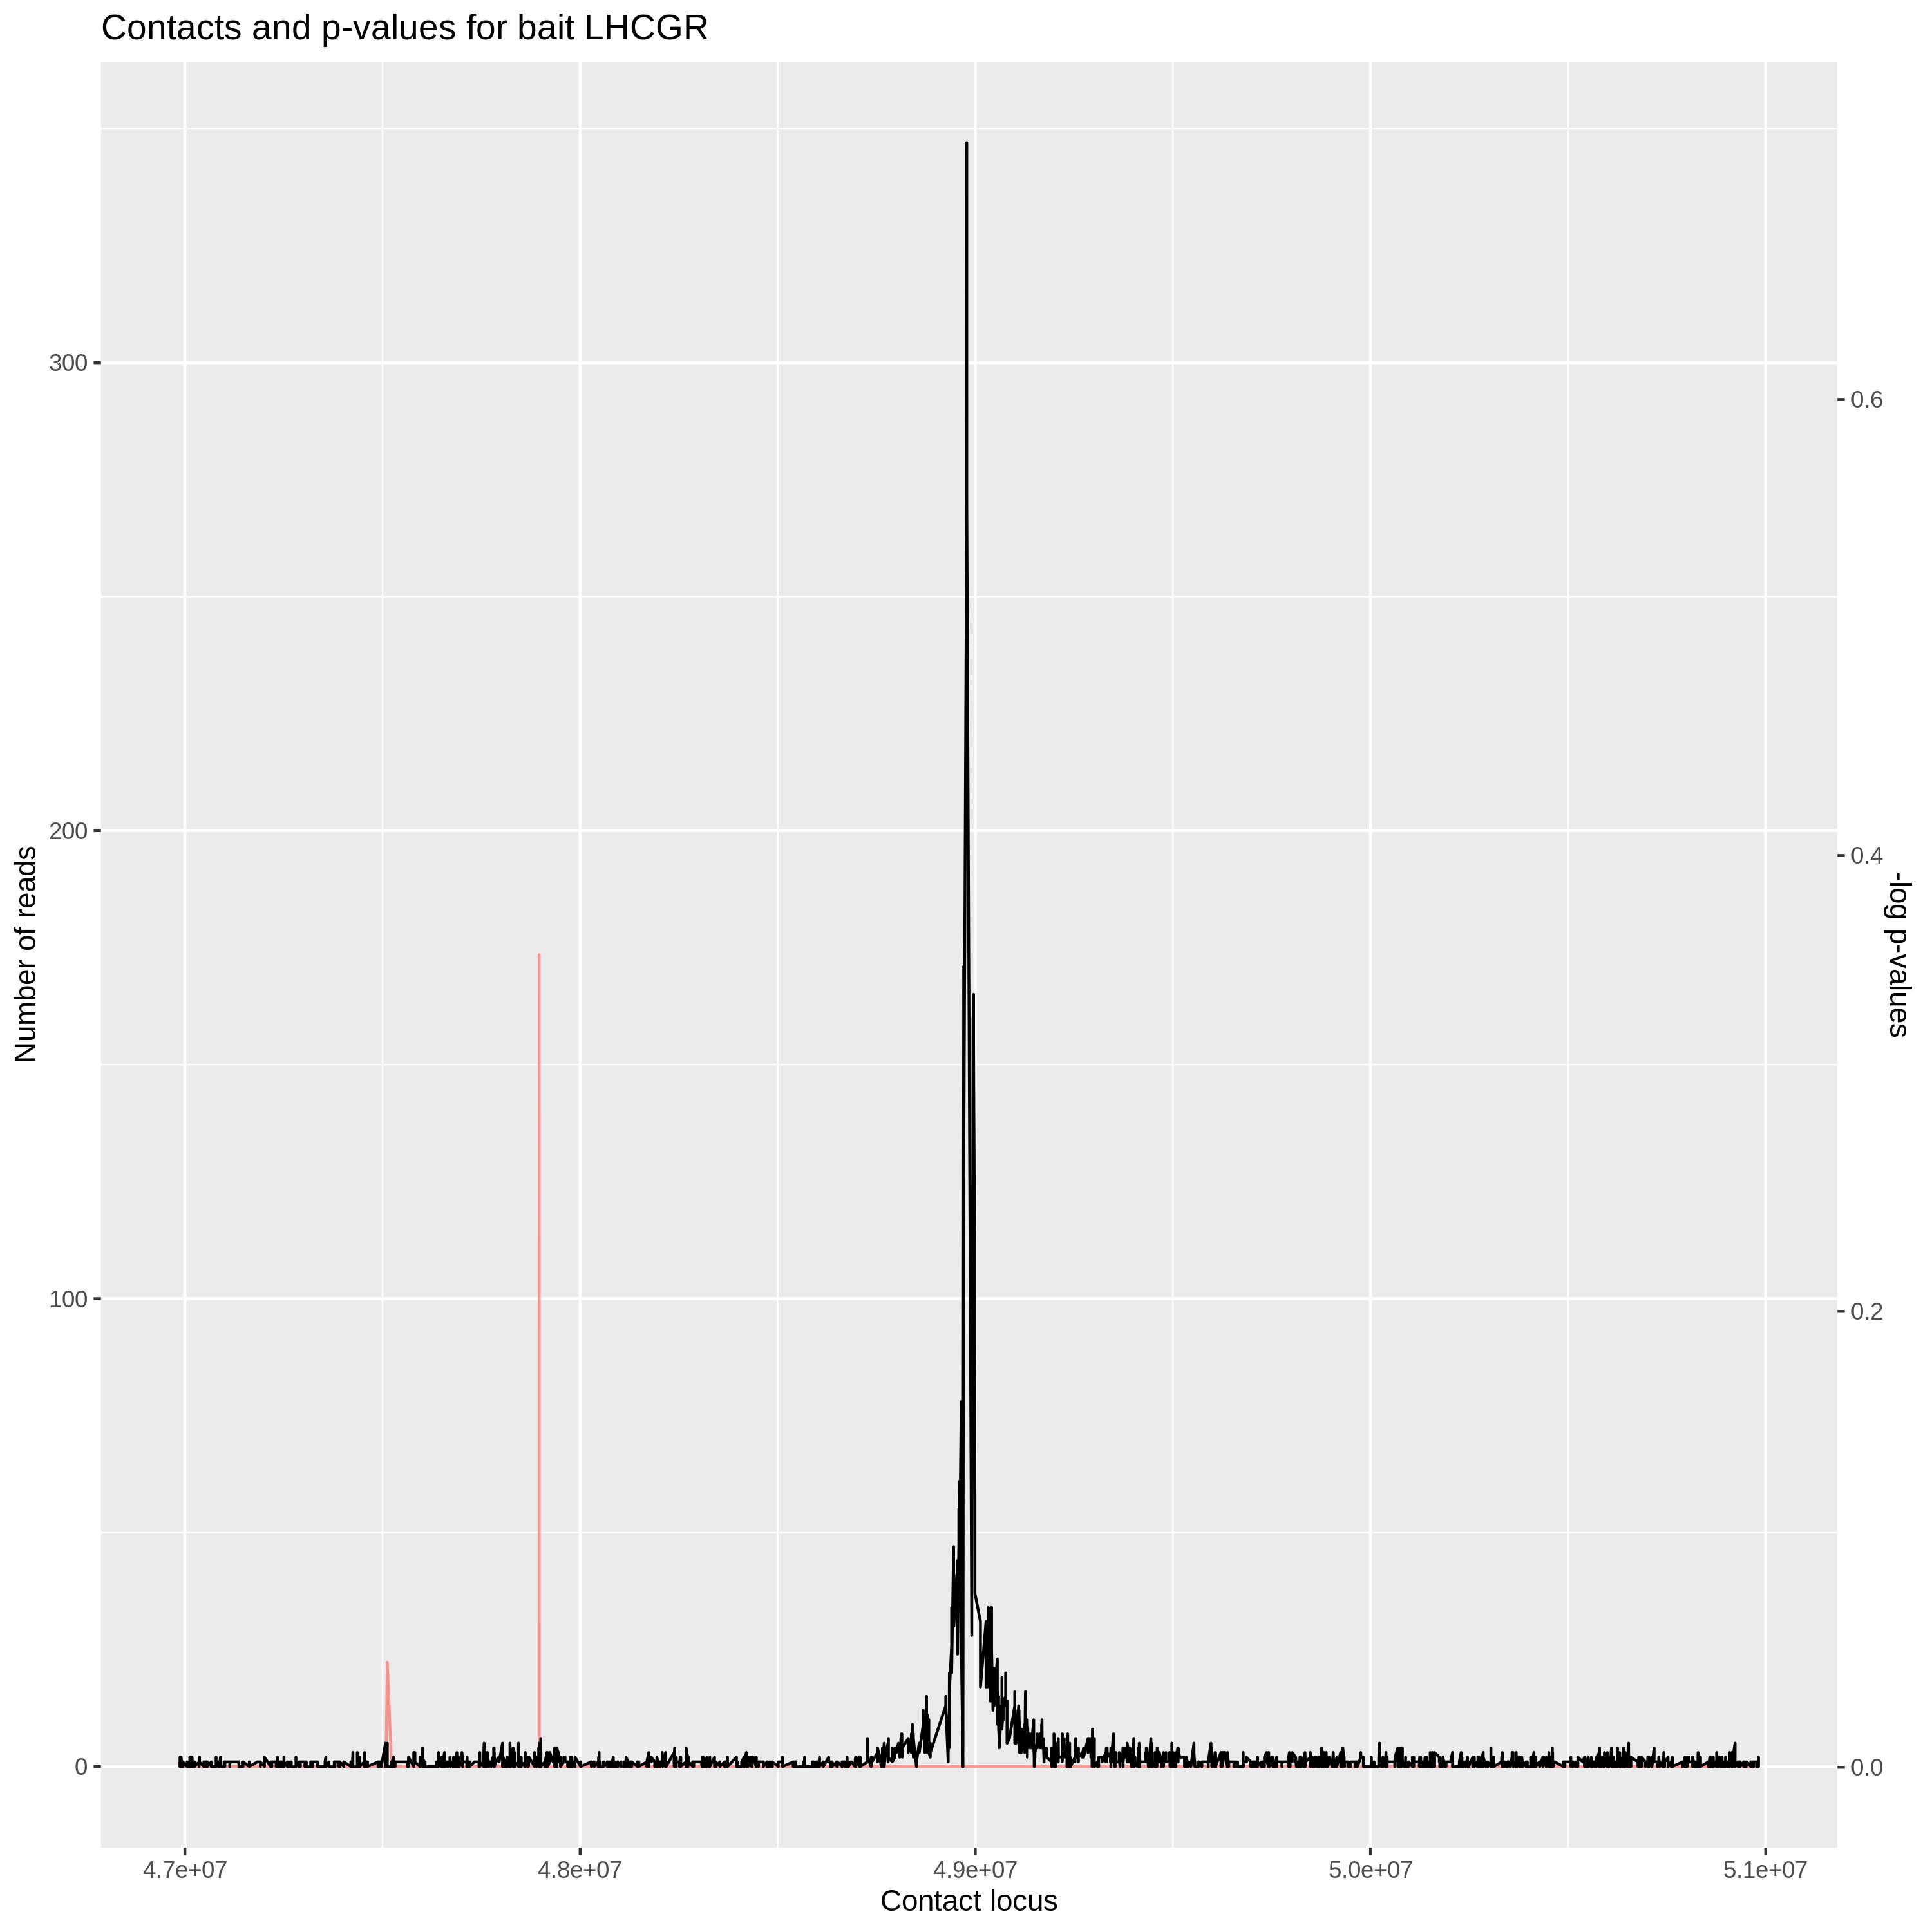 Contacts and p-values for bait LHCGR
300
200
100
0
Number of reads
0.6
0.4
0.2
0.0
-log p-values
4.7e+07
4.8e+07
4.9e+07
5.0e+07
5.1e+07
Contact locus